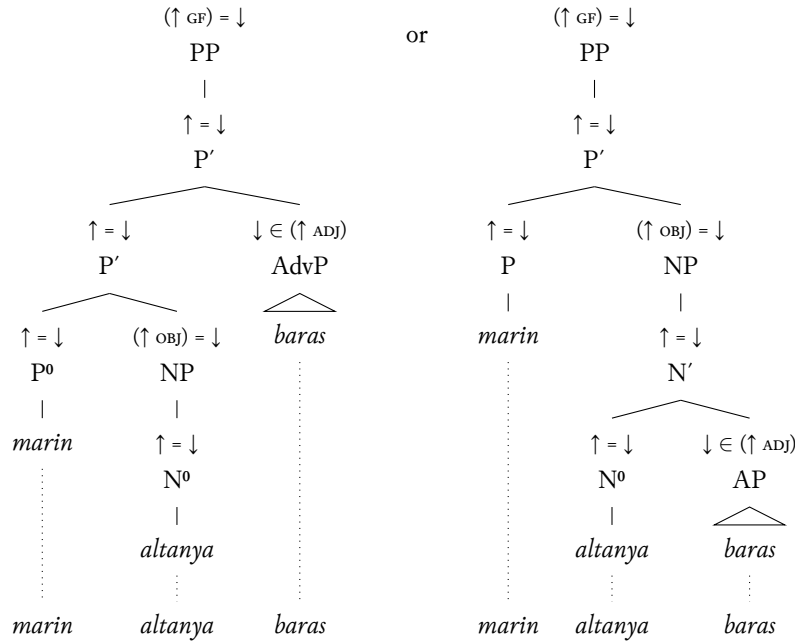 (↑ GF) = ↓ or (↑ GF) = ↓
PP PP
↑ = ↓ ↑ = ↓
P′ P′
↑ = ↓ ↓ ∈ (↑ ADJ) ↑ = ↓ (↑ OBJ) = ↓
P′ AdvP P NP
↑ = ↓ (↑ OBJ) = ↓ baras marin ↑ = ↓
P⁰ NP N′
marin ↑ = ↓ ↑ = ↓ ↓ ∈ (↑ ADJ)
N⁰ N⁰ AP
altanya altanya baras
marin altanya baras marin altanya baras